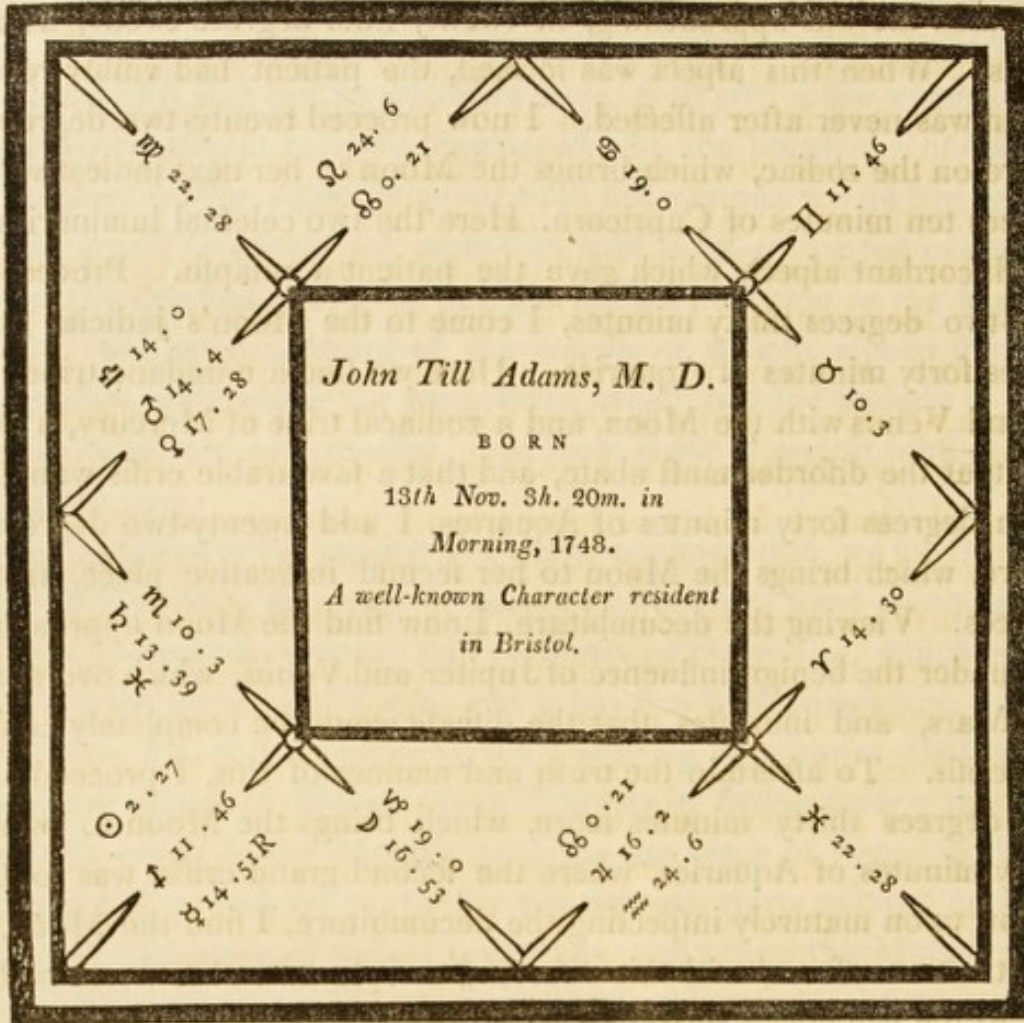 ♌ 24. 6
☊ 0. 21
♋ 19. 0
♊ 11. 46
♍ 22. 28
♎ 14. 0
♂ 14. 4
♀ 17. 28
♉ 10. 3
John Till Adams, M. D.
BORN
13th Nov. 3h. 20m. in
Morning, 1748.
A well-known Character resident
in Bristol.
♏ 10. 3
♄ 13. 39
♈ 14. 30
☉ 2. 27
♐ 11. 46
☿ 14. 51R
♑ 19. 0
☽ 16. 53
☊ 0. 21
♃ 16. 2
♒ 24. 6
♓ 22. 28